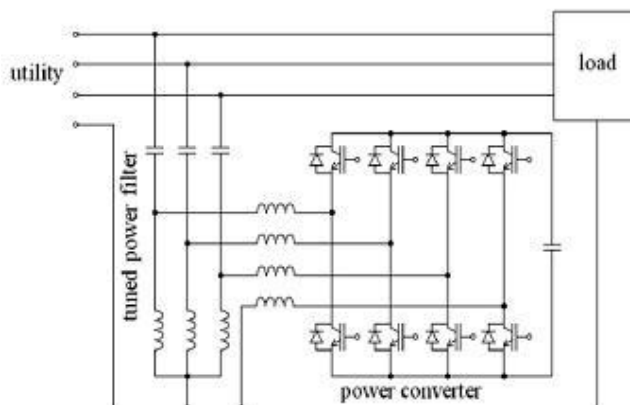 utility
load
tuned power filter
power converter